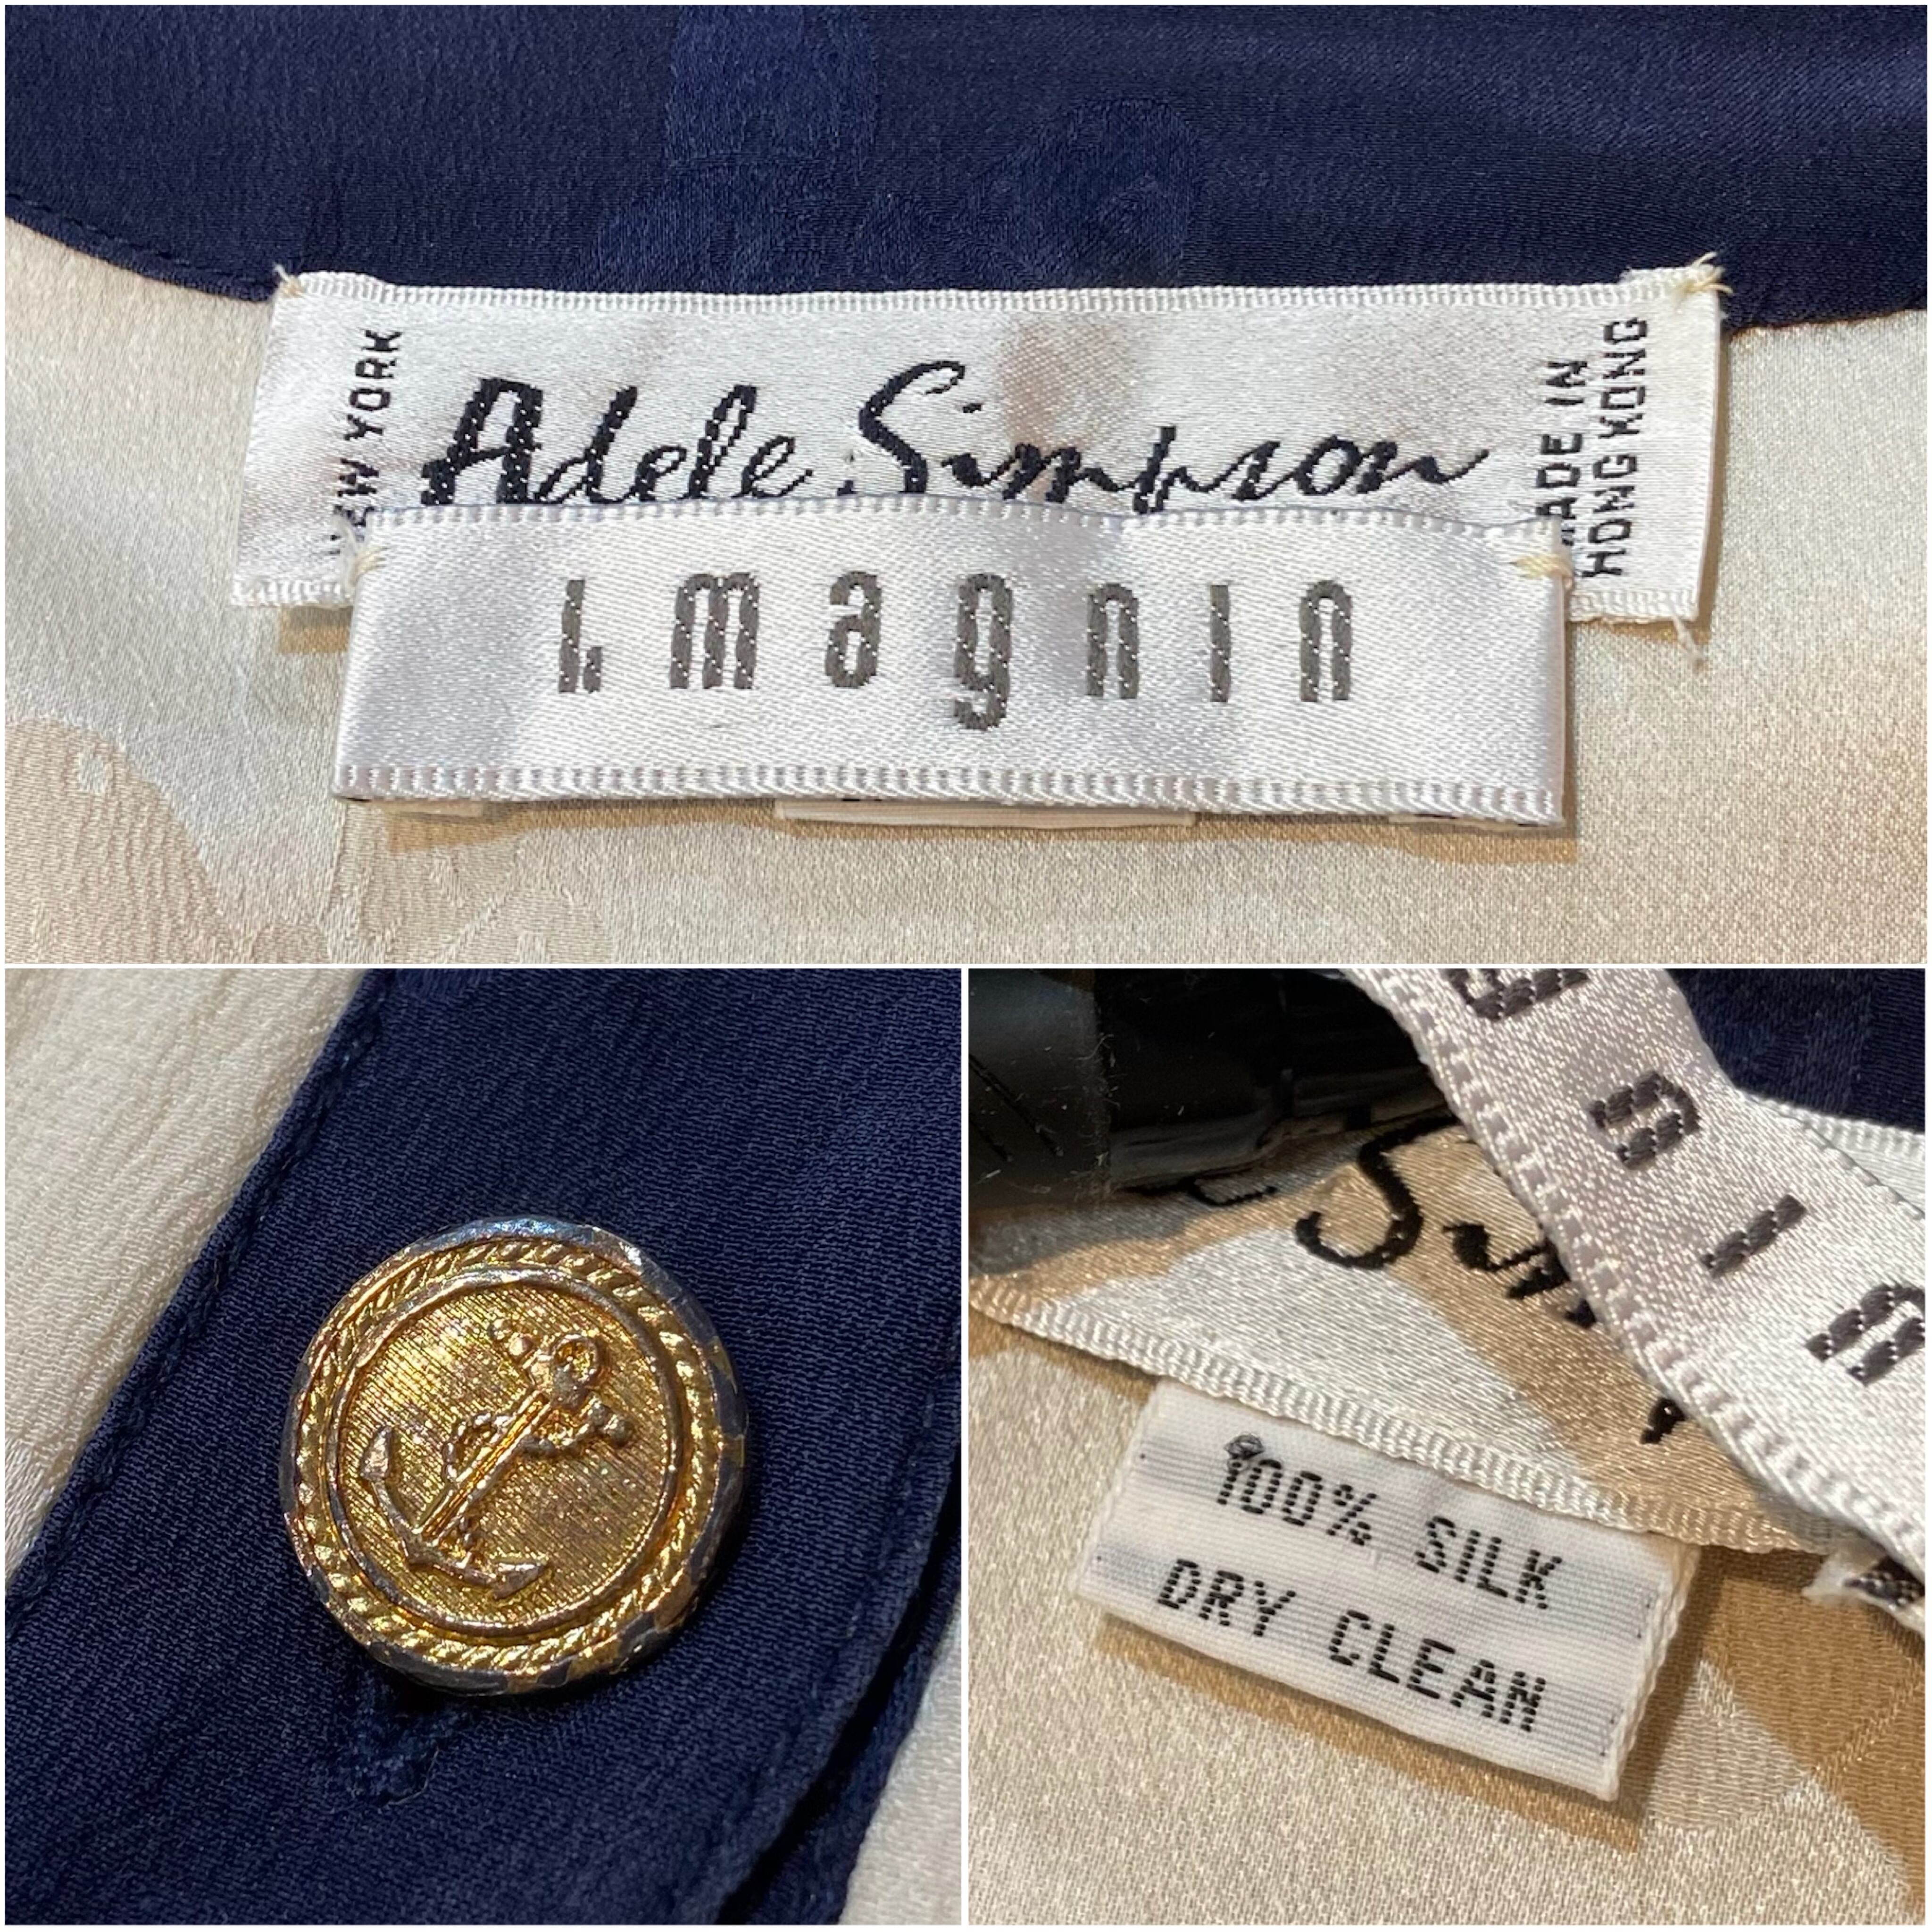 NEW YORK
Adele Simpson
MADE IN
HONG KONG
I. magnin
100% SILK
DRY CLEAN